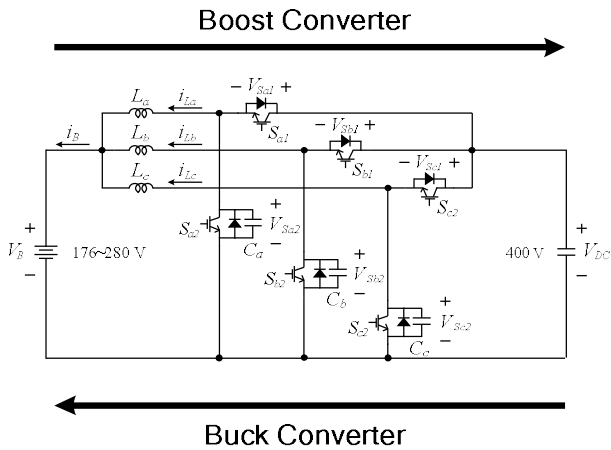 Boost Converter
− VSa1 +
La
iLa
Sa1
− VSb1 +
iB
Lb
iLb
Sb1
− VSc1 +
Lc
iLc
Sc2
+
VB
−
176~280 V
Sa2
+
VSa2
−
Ca
Sb2
+
VSb2
−
Cb
Sc2
+
VSc2
−
Cc
400 V
+
VDC
−
Buck Converter